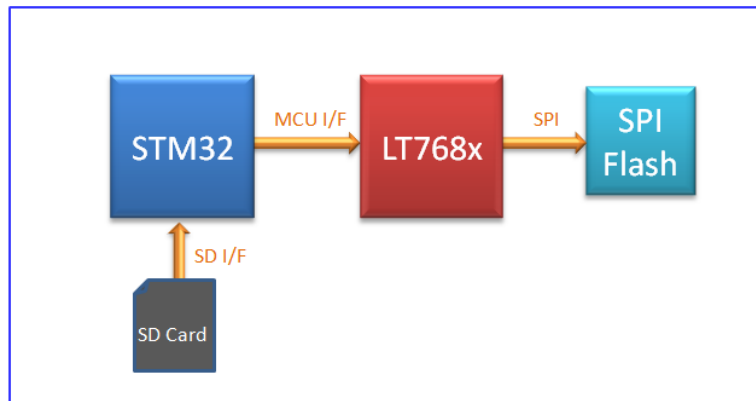 STM32
MCU I/F
LT768x
SPI
SPI
Flash
SD I/F
SD Card